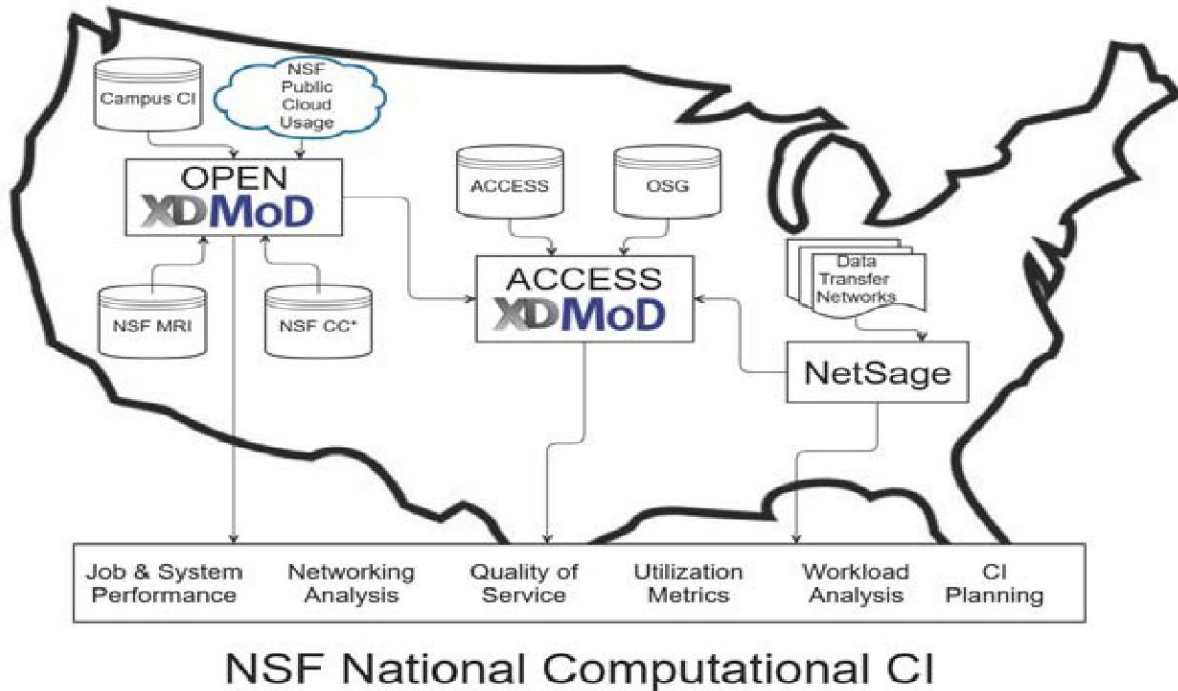 Campus CI
NSF
Public
Cloud
Usage
OPEN
XDMoD
NSF MRI
NSF CC*
ACCESS
OSG
ACCESS
XDMoD
Data
Transfer
Networks
NetSage
Job & System
Performance
Networking
Analysis
Quality of
Service
Utilization
Metrics
Workload
Analysis
CI
Planning
NSF National Computational CI